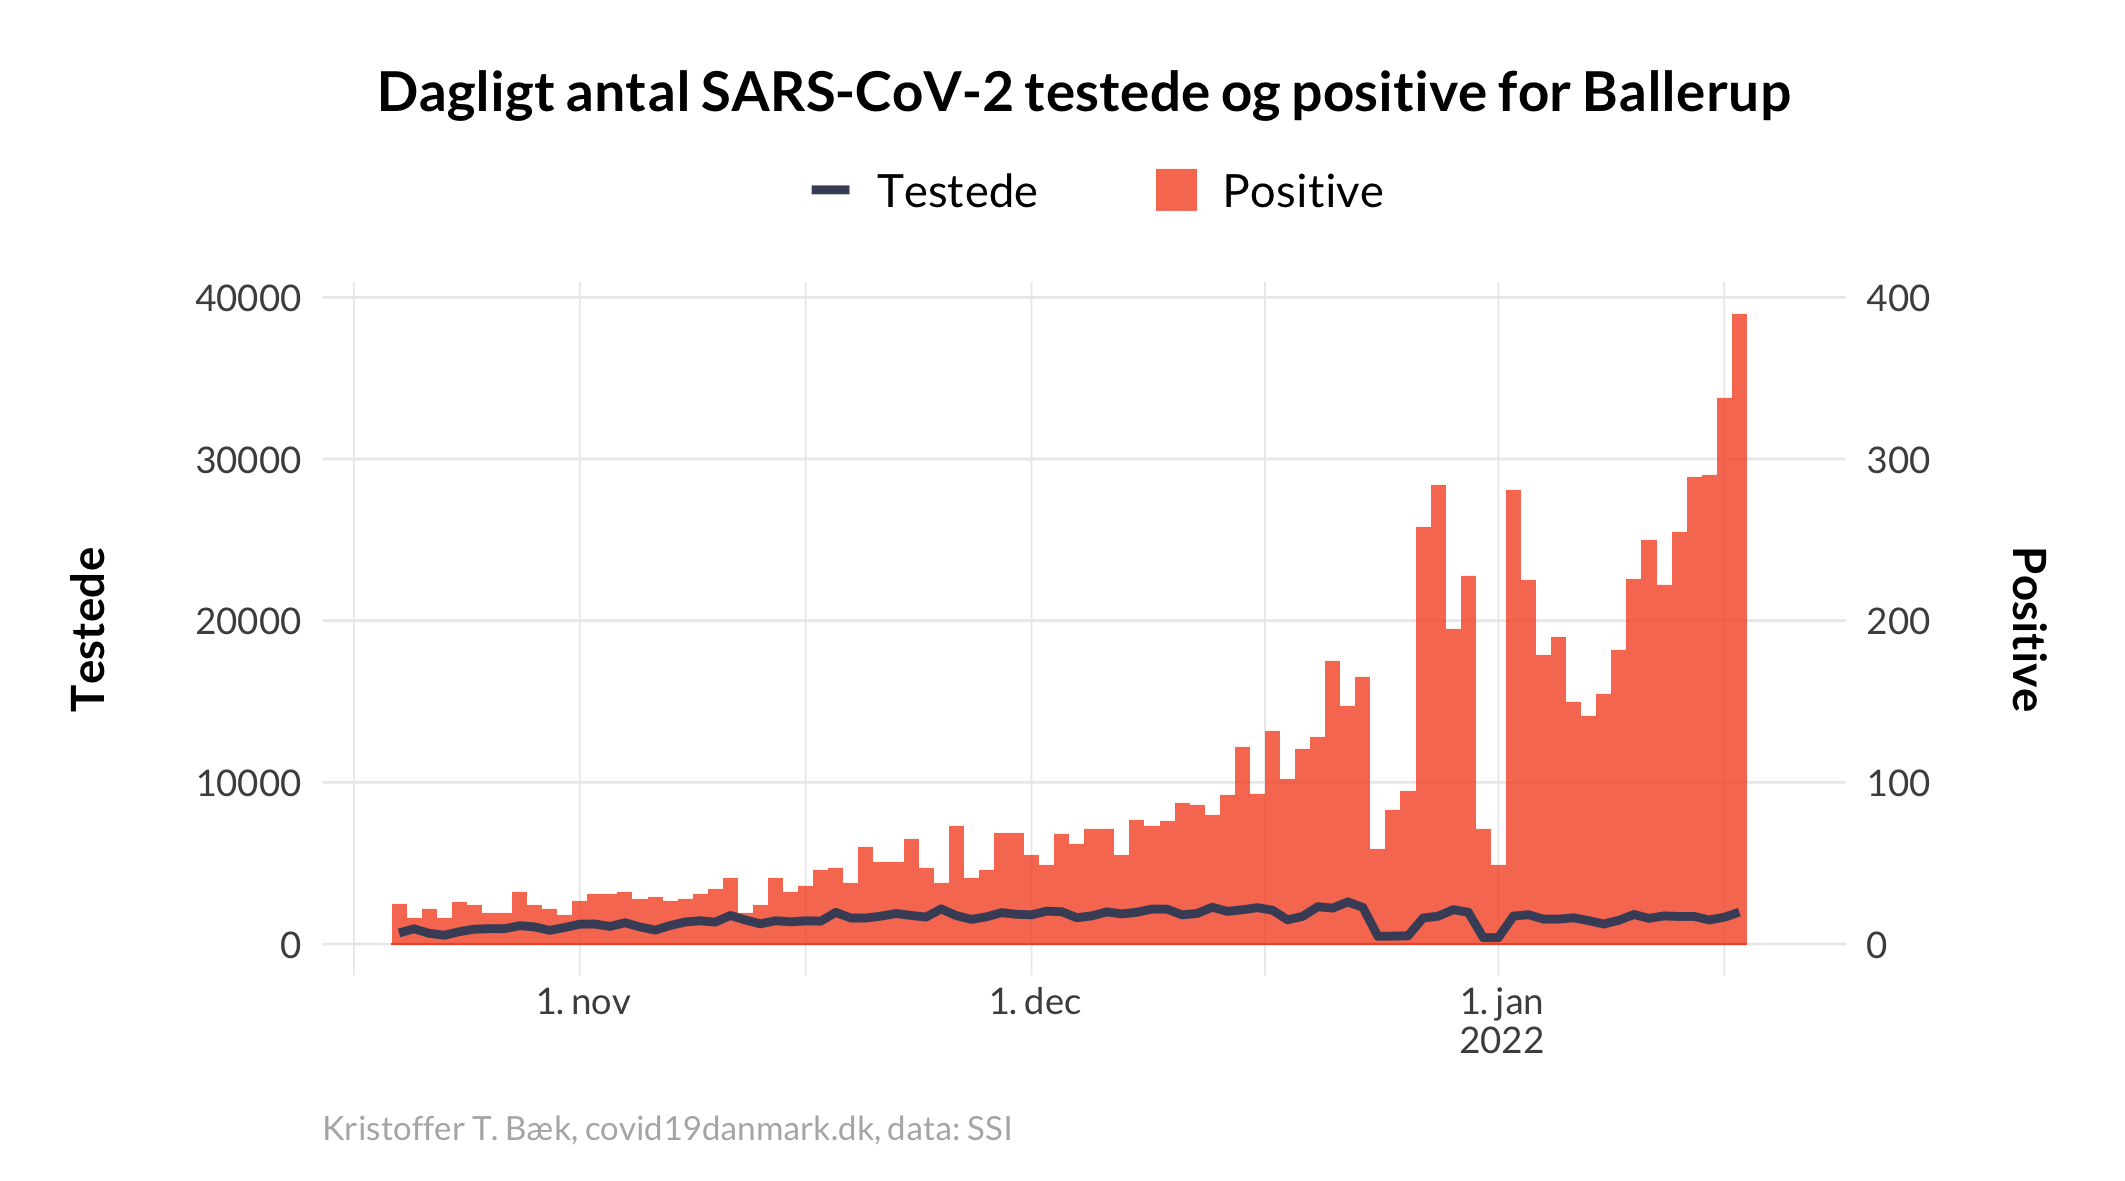 Dagligt antal SARS-CoV-2 testede og positive for Ballerup
Testede
Positive
40000
30000
20000
10000
0
400
300
200
100
0
Testede
Positive
1. nov
1. dec
1. jan
2022
Kristoffer T. Bæk, covid19danmark.dk, data: SSI